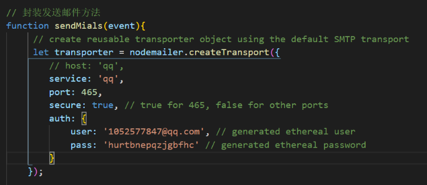 // 封装发送邮件方法
function sendMials(event){
// create reusable transporter object using the default SMTP transport
let transporter = nodemailer.createTransport({
// host: 'qq',
service: 'qq',
port: 465,
secure: true, // true for 465, false for other ports
auth: {
user: '1052577847@qq.com', // generated ethereal user
pass: 'hurtbnepqzjgbfhc' // generated ethereal password
}
});